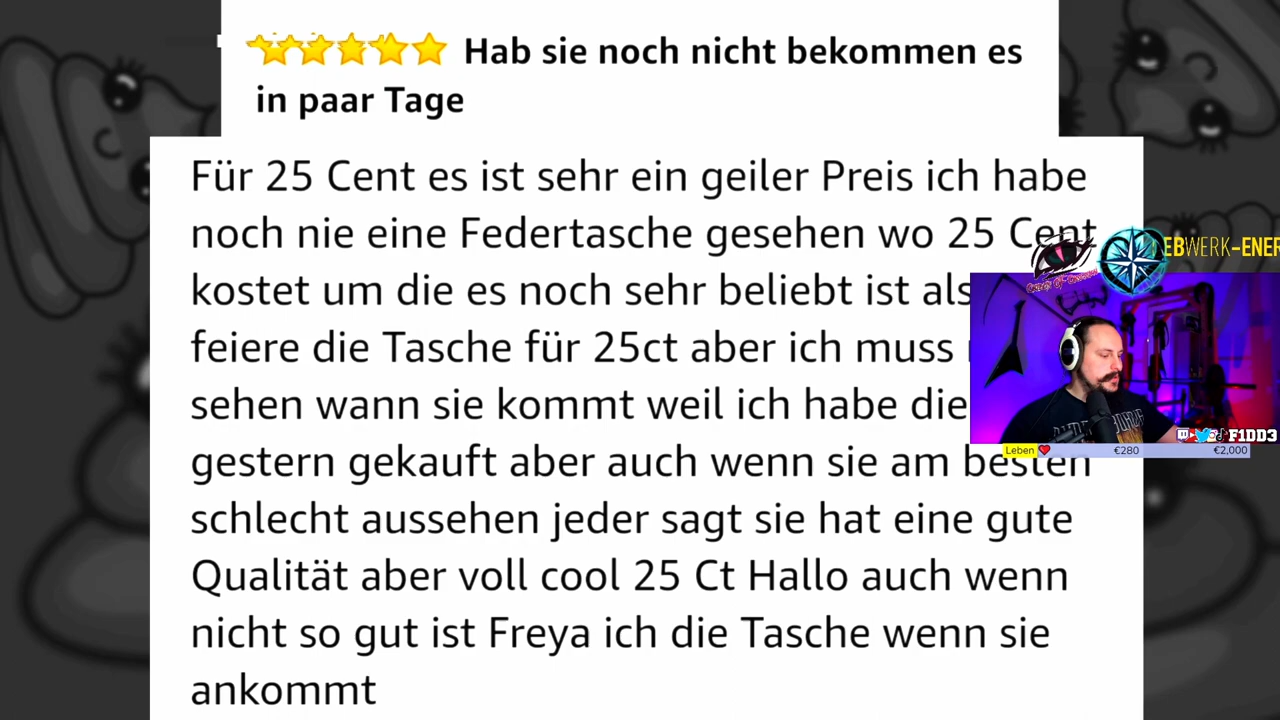 Hab sie noch nicht bekommen es
in paar Tage
Für 25 Cent es ist sehr ein geiler Preis ich habe
noch nie eine Federtasche gesehen wo 25 Cent
kostet um die es noch sehr beliebt ist als
feiere die Tasche für 25ct aber ich muss
sehen wann sie kommt weil ich habe die
gestern gekauft aber auch wenn sie am besten
schlecht aussehen jeder sagt sie hat eine gute
Qualität aber voll cool 25 Ct Hallo auch wenn
nicht so gut ist Freya ich die Tasche wenn sie
ankommt
EBWERK-ENER
F1DD3
Leben €280 €2,000